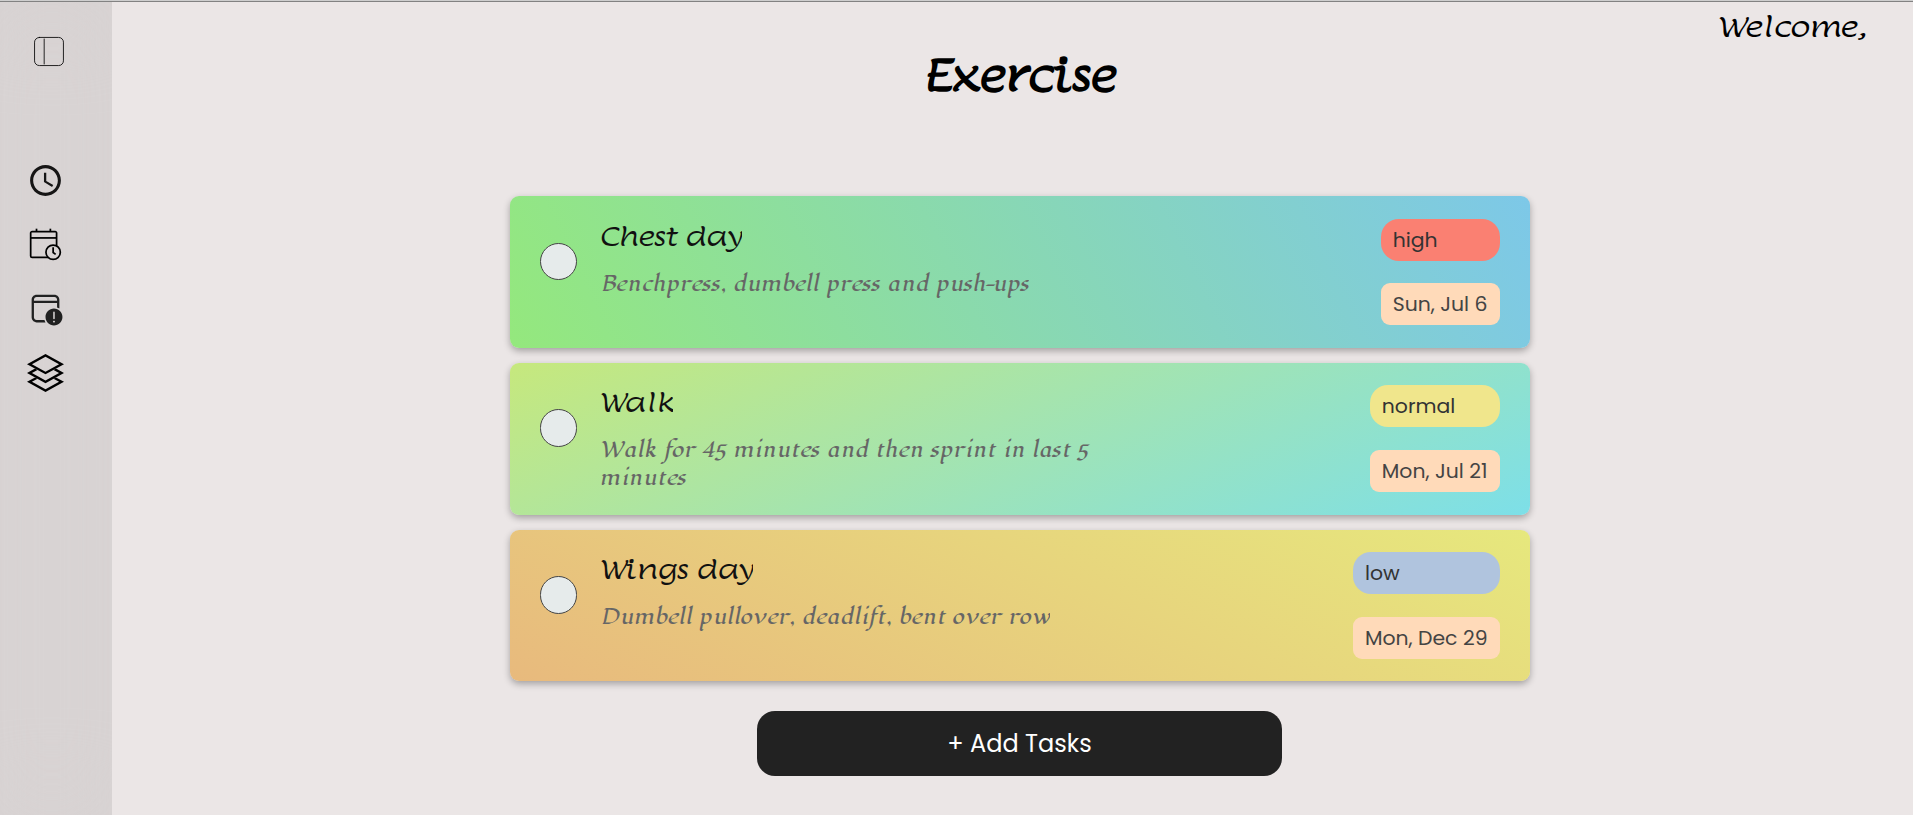 Welcome,
Exercise
Chest day
Benchpress, dumbell press and push-ups
high
Sun, Jul 6
Walk
Walk for 45 minutes and then sprint in last 5
minutes
normal
Mon, Jul 21
Wings day
Dumbell pullover, deadlift, bent over row
low
Mon, Dec 29
+ Add Tasks